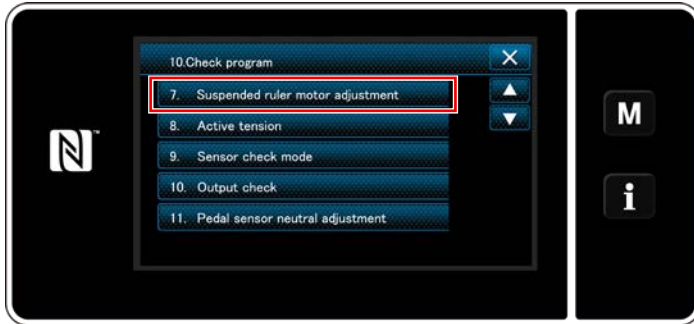 10.Check program
7. Suspended ruler motor adjustment
8. Active tension
9. Sensor check mode
10. Output check
11. Pedal sensor neutral adjustment
M
i
N